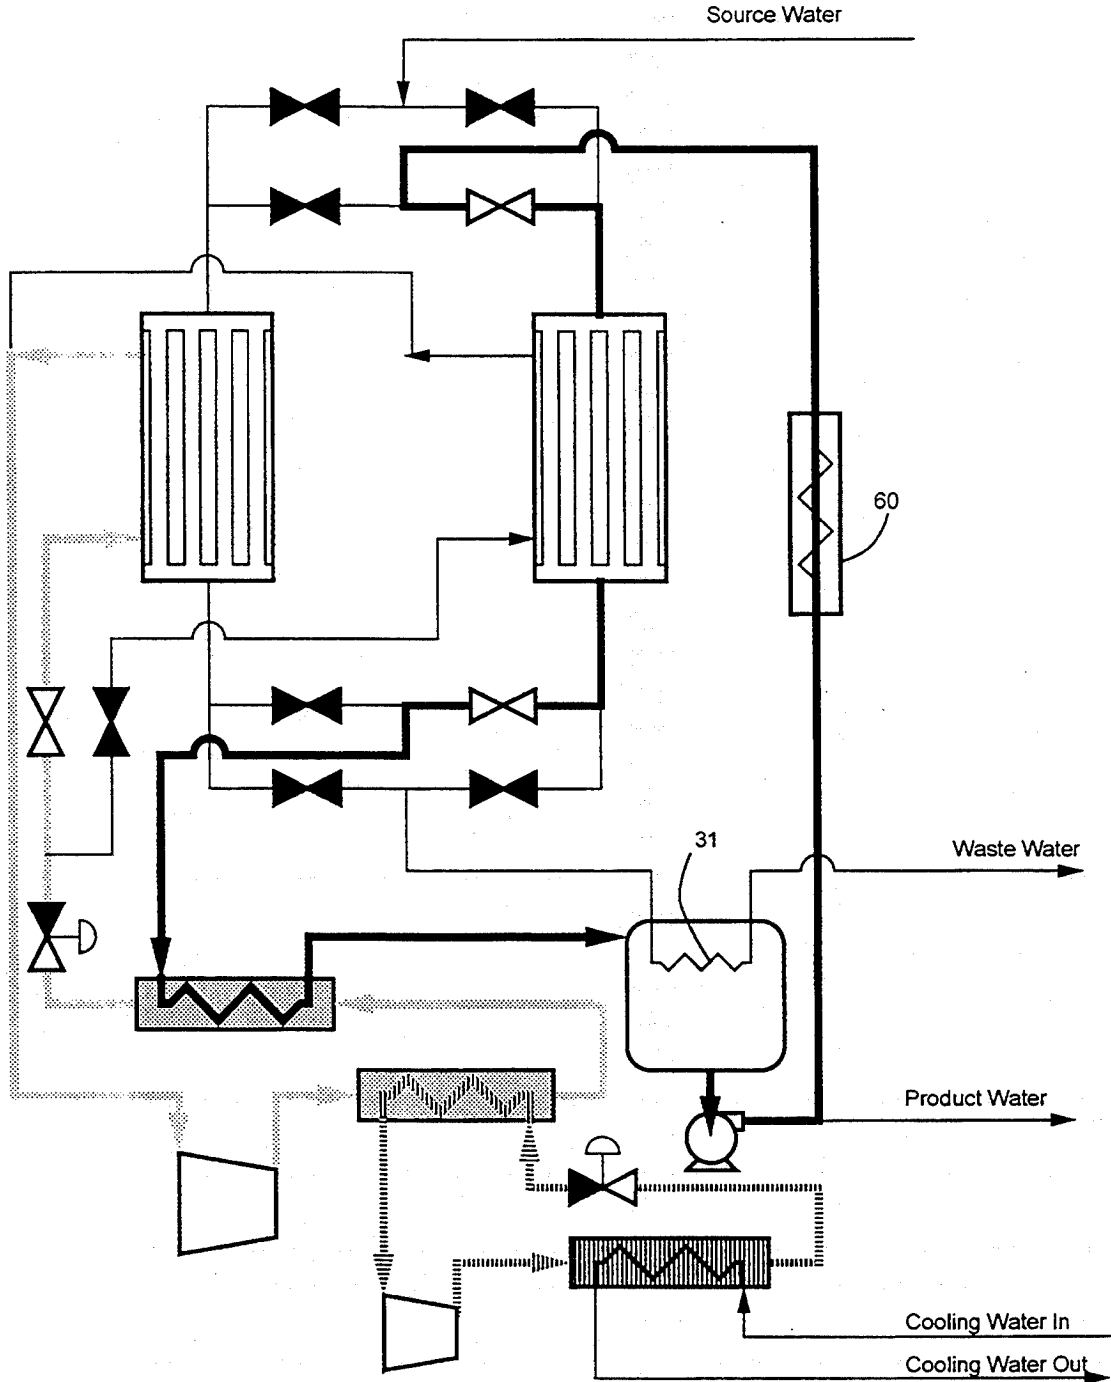 Source Water
60
31
Waste Water
Product Water
Cooling Water In
Cooling Water Out